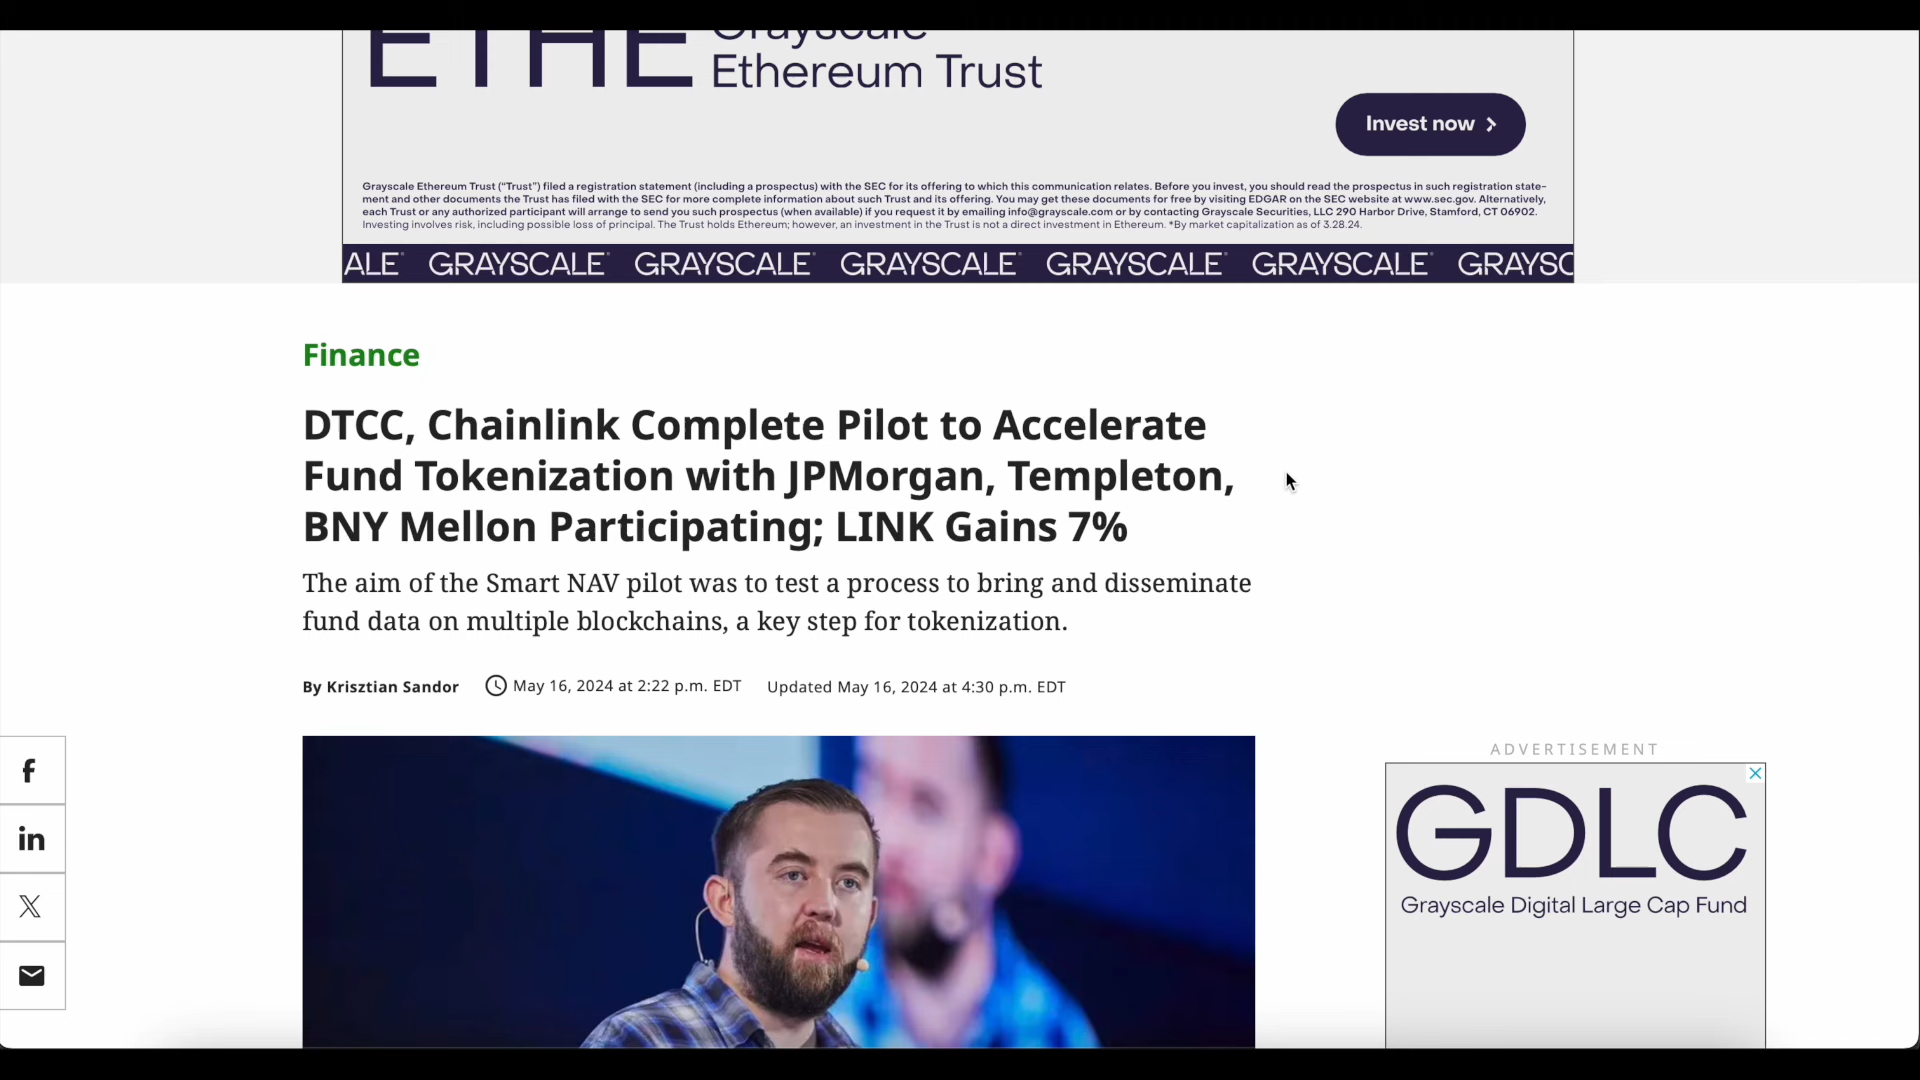 ETHE Grayscale
Ethereum Trust
Invest now
Grayscale Ethereum Trust (“Trust”) filed a registration statement (including a prospectus) with the SEC for its offering to which this communication relates. Before you invest, you should read the prospectus in such registration state-
ment and other documents the Trust has filed with the SEC for more complete information about such Trust and its offering. You may get these documents for free by visiting EDGAR on the SEC website at www.sec.gov. Alternatively,
each Trust or any authorized participant will arrange to send you such prospectus (when available) if you request it by emailing info@grayscale.com or by contacting Grayscale Securities, LLC 290 Harbor Drive, Stamford, CT 06902.
Investing involves risk, including possible loss of principal. The Trust holds Ethereum; however, an investment in the Trust is not a direct investment in Ethereum. *By market capitalization as of 3.28.24.
ALE GRAYSCALE GRAYSCALE GRAYSCALE GRAYSCALE GRAYSCALE GRAYSC
Finance
DTCC, Chainlink Complete Pilot to Accelerate
Fund Tokenization with JPMorgan, Templeton,
BNY Mellon Participating; LINK Gains 7%
The aim of the Smart NAV pilot was to test a process to bring and disseminate
fund data on multiple blockchains, a key step for tokenization.
By Krisztian Sandor May 16, 2024 at 2:22 p.m. EDT Updated May 16, 2024 at 4:30 p.m. EDT
f
in
X
ADVERTISEMENT
GDLC
Grayscale Digital Large Cap Fund